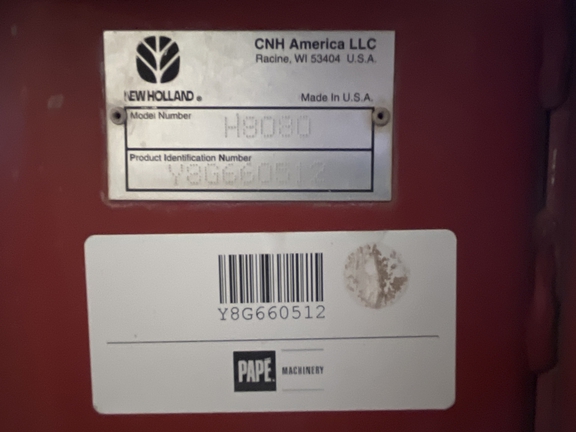 CNH America LLC
Racine, WI 53404 U.S.A.
NEW HOLLAND ®
Made In U.S.A.
Model Number
H8080
Product Identification Number
Y8G660512
Y8G660512
PAPÉ. MACHINERY